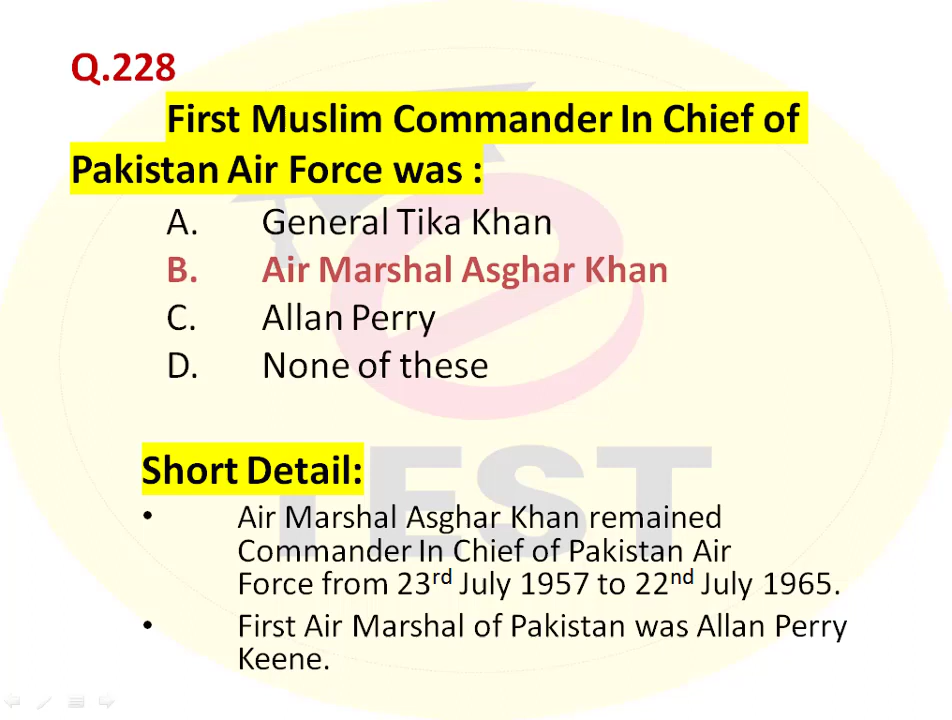 Q.228
First Muslim Commander In Chief of
Pakistan Air Force was :
A. General Tika Khan
B. Air Marshal Asghar Khan
C. Allan Perry
D. None of these
Short Detail:
• Air Marshal Asghar Khan remained
Commander In Chief of Pakistan Air
Force from 23rd July 1957 to 22nd July 1965.
• First Air Marshal of Pakistan was Allan Perry
Keene.
TEST